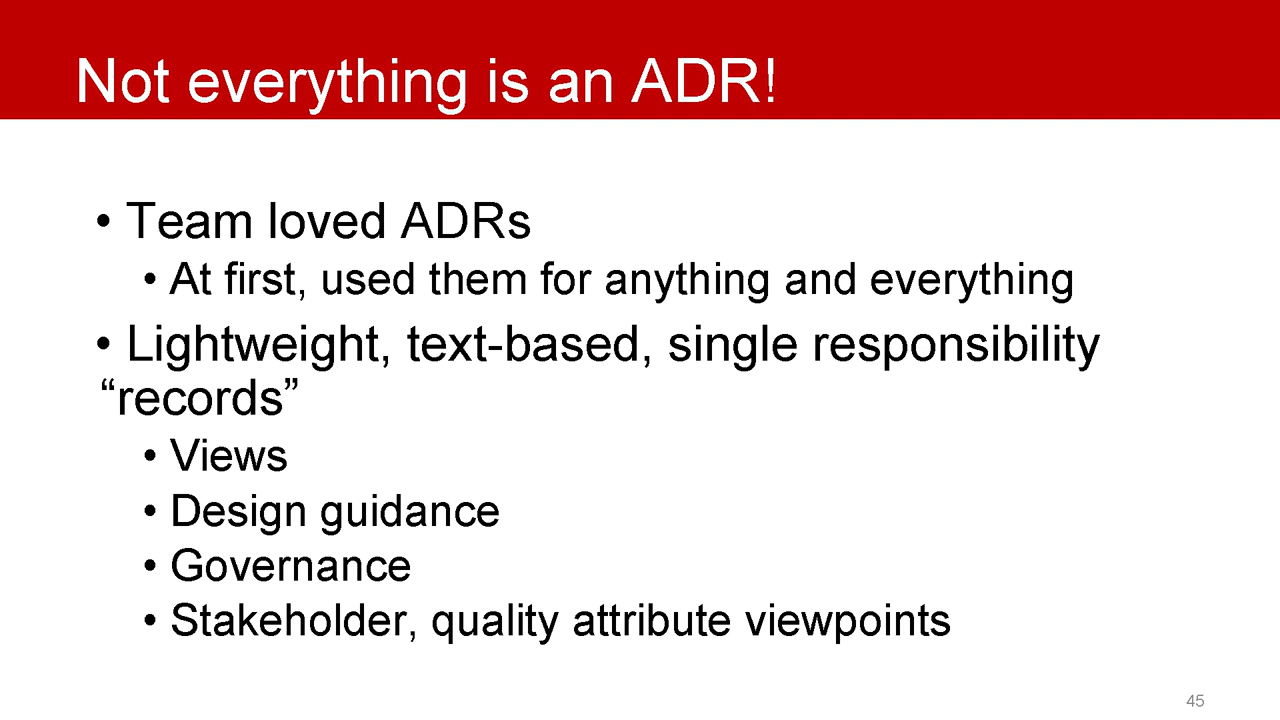 Not everything is an ADR!
• Team loved ADRs
• At first, used them for anything and everything
• Lightweight, text-based, single responsibility
“records”
• Views
• Design guidance
• Governance
• Stakeholder, quality attribute viewpoints
45